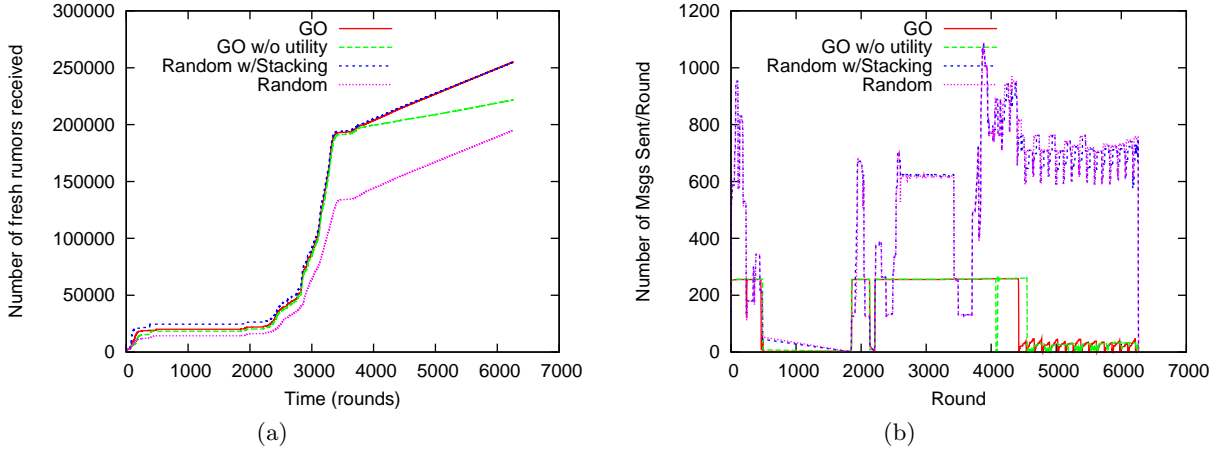 300000
250000
200000
150000
100000
50000
0
Number of fresh rumors received
GO
GO w/o utility
Random w/Stacking
Random
0 1000 2000 3000 4000 5000 6000 7000
Time (rounds)
(a)
1200
1000
800
600
400
200
0
Number of Msgs Sent/Round
GO
GO w/o utility
Random w/Stacking
Random
0 1000 2000 3000 4000 5000 6000 7000
Round
(b)